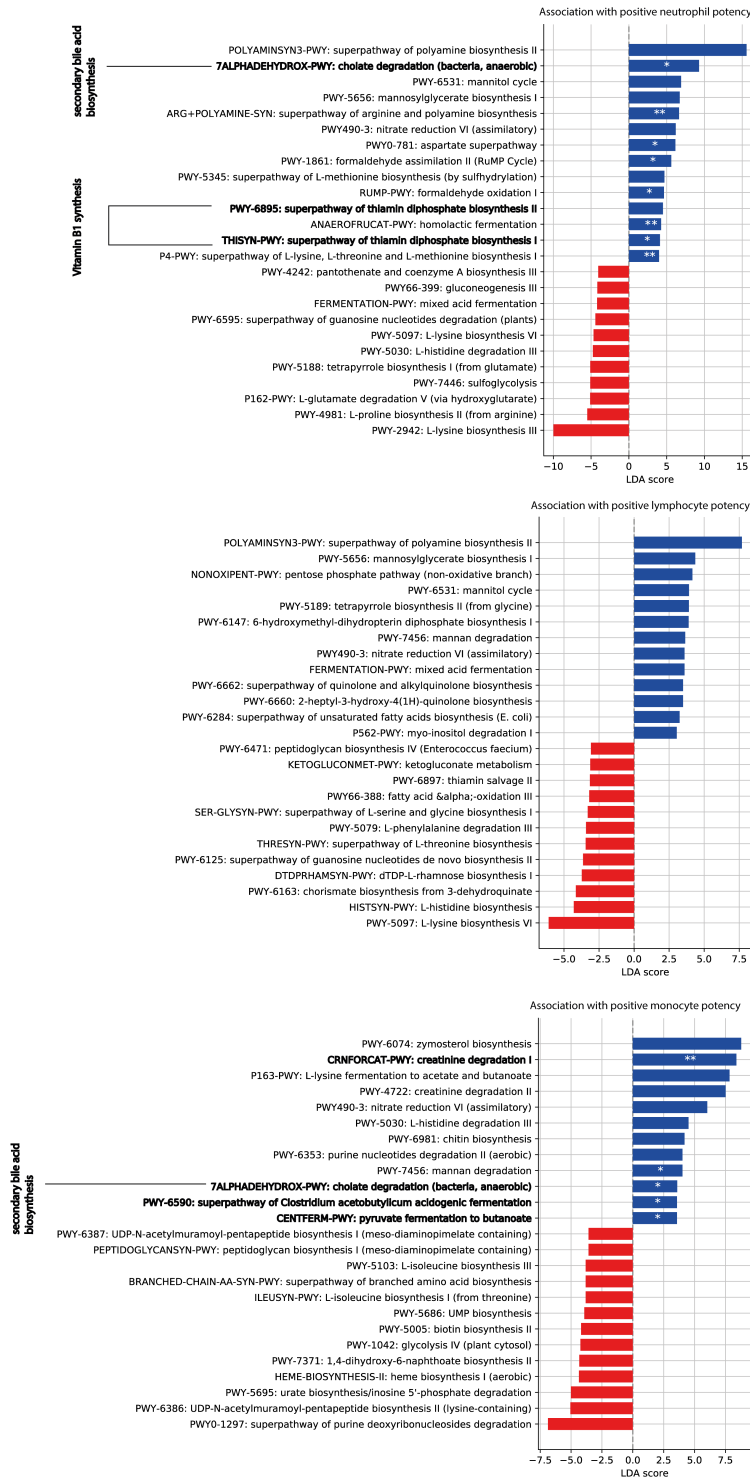 Association with positive neutrophil potency
secondary bile acid
biosynthesis
POLYAMINSYN3-PWY: superpathway of polyamine biosynthesis II
7ALPHADEHYDROX-PWY: cholate degradation (bacteria, anaerobic)
*
PWY-6531: mannitol cycle
PWY-5656: mannosylglycerate biosynthesis I
ARG+POLYAMINE-SYN: superpathway of arginine and polyamine biosynthesis
**
PWY490-3: nitrate reduction VI (assimilatory)
PWY0-781: aspartate superpathway
*
PWY-1861: formaldehyde assimilation II (RuMP Cycle)
*
PWY-5345: superpathway of L-methionine biosynthesis (by sulfhydrylation)
RUMP-PWY: formaldehyde oxidation I
*
Vitamin B1 synthesis
PWY-6895: superpathway of thiamin diphosphate biosynthesis II
ANAEROFRUCAT-PWY: homolactic fermentation
**
THISYN-PWY: superpathway of thiamin diphosphate biosynthesis I
*
P4-PWY: superpathway of L-lysine, L-threonine and L-methionine biosynthesis I
**
PWY-4242: pantothenate and coenzyme A biosynthesis III
PWY66-399: gluconeogenesis III
FERMENTATION-PWY: mixed acid fermentation
PWY-6595: superpathway of guanosine nucleotides degradation (plants)
PWY-5097: L-lysine biosynthesis VI
PWY-5030: L-histidine degradation III
PWY-5188: tetrapyrrole biosynthesis I (from glutamate)
PWY-7446: sulfoglycolysis
P162-PWY: L-glutamate degradation V (via hydroxyglutarate)
PWY-4981: L-proline biosynthesis II (from arginine)
PWY-2942: L-lysine biosynthesis III
−10 −5 0 5 10 15
LDA score
Association with positive lymphocyte potency
POLYAMINSYN3-PWY: superpathway of polyamine biosynthesis II
PWY-5656: mannosylglycerate biosynthesis I
NONOXIPENT-PWY: pentose phosphate pathway (non-oxidative branch)
PWY-6531: mannitol cycle
PWY-5189: tetrapyrrole biosynthesis II (from glycine)
PWY-6147: 6-hydroxymethyl-dihydropterin diphosphate biosynthesis I
PWY-7456: mannan degradation
PWY490-3: nitrate reduction VI (assimilatory)
FERMENTATION-PWY: mixed acid fermentation
PWY-6662: superpathway of quinolone and alkylquinolone biosynthesis
PWY-6660: 2-heptyl-3-hydroxy-4(1H)-quinolone biosynthesis
PWY-6284: superpathway of unsaturated fatty acids biosynthesis (E. coli)
P562-PWY: myo-inositol degradation I
PWY-6471: peptidoglycan biosynthesis IV (Enterococcus faecium)
KETOGLUCONMET-PWY: ketogluconate metabolism
PWY-6897: thiamin salvage II
PWY66-388: fatty acid &alpha;-oxidation III
SER-GLYSYN-PWY: superpathway of L-serine and glycine biosynthesis I
PWY-5079: L-phenylalanine degradation III
THRESYN-PWY: superpathway of L-threonine biosynthesis
PWY-6125: superpathway of guanosine nucleotides de novo biosynthesis II
DTDPRHAMSYN-PWY: dTDP-L-rhamnose biosynthesis I
PWY-6163: chorismate biosynthesis from 3-dehydroquinate
HISTSYN-PWY: L-histidine biosynthesis
PWY-5097: L-lysine biosynthesis VI
−5.0 −2.5 0.0 2.5 5.0 7.5
LDA score
Association with positive monocyte potency
PWY-6074: zymosterol biosynthesis
CRNFORCAT-PWY: creatinine degradation I
**
P163-PWY: L-lysine fermentation to acetate and butanoate
PWY-4722: creatinine degradation II
PWY490-3: nitrate reduction VI (assimilatory)
PWY-5030: L-histidine degradation III
PWY-6981: chitin biosynthesis
PWY-6353: purine nucleotides degradation II (aerobic)
PWY-7456: mannan degradation
*
secondary bile acid
biosynthesis
7ALPHADEHYDROX-PWY: cholate degradation (bacteria, anaerobic)
*
PWY-6590: superpathway of Clostridium acetobutylicum acidogenic fermentation
*
CENTFERM-PWY: pyruvate fermentation to butanoate
*
PWY-6387: UDP-N-acetylmuramoyl-pentapeptide biosynthesis I (meso-diaminopimelate containing)
PEPTIDOGLYCANSYN-PWY: peptidoglycan biosynthesis I (meso-diaminopimelate containing)
PWY-5103: L-isoleucine biosynthesis III
BRANCHED-CHAIN-AA-SYN-PWY: superpathway of branched amino acid biosynthesis
ILEUSYN-PWY: L-isoleucine biosynthesis I (from threonine)
PWY-5686: UMP biosynthesis
PWY-5005: biotin biosynthesis II
PWY-1042: glycolysis IV (plant cytosol)
PWY-7371: 1,4-dihydroxy-6-naphthoate biosynthesis II
HEME-BIOSYNTHESIS-II: heme biosynthesis I (aerobic)
PWY-5695: urate biosynthesis/inosine 5'-phosphate degradation
PWY-6386: UDP-N-acetylmuramoyl-pentapeptide biosynthesis II (lysine-containing)
PWY0-1297: superpathway of purine deoxyribonucleosides degradation
−7.5 −5.0 −2.5 0.0 2.5 5.0 7.5
LDA score